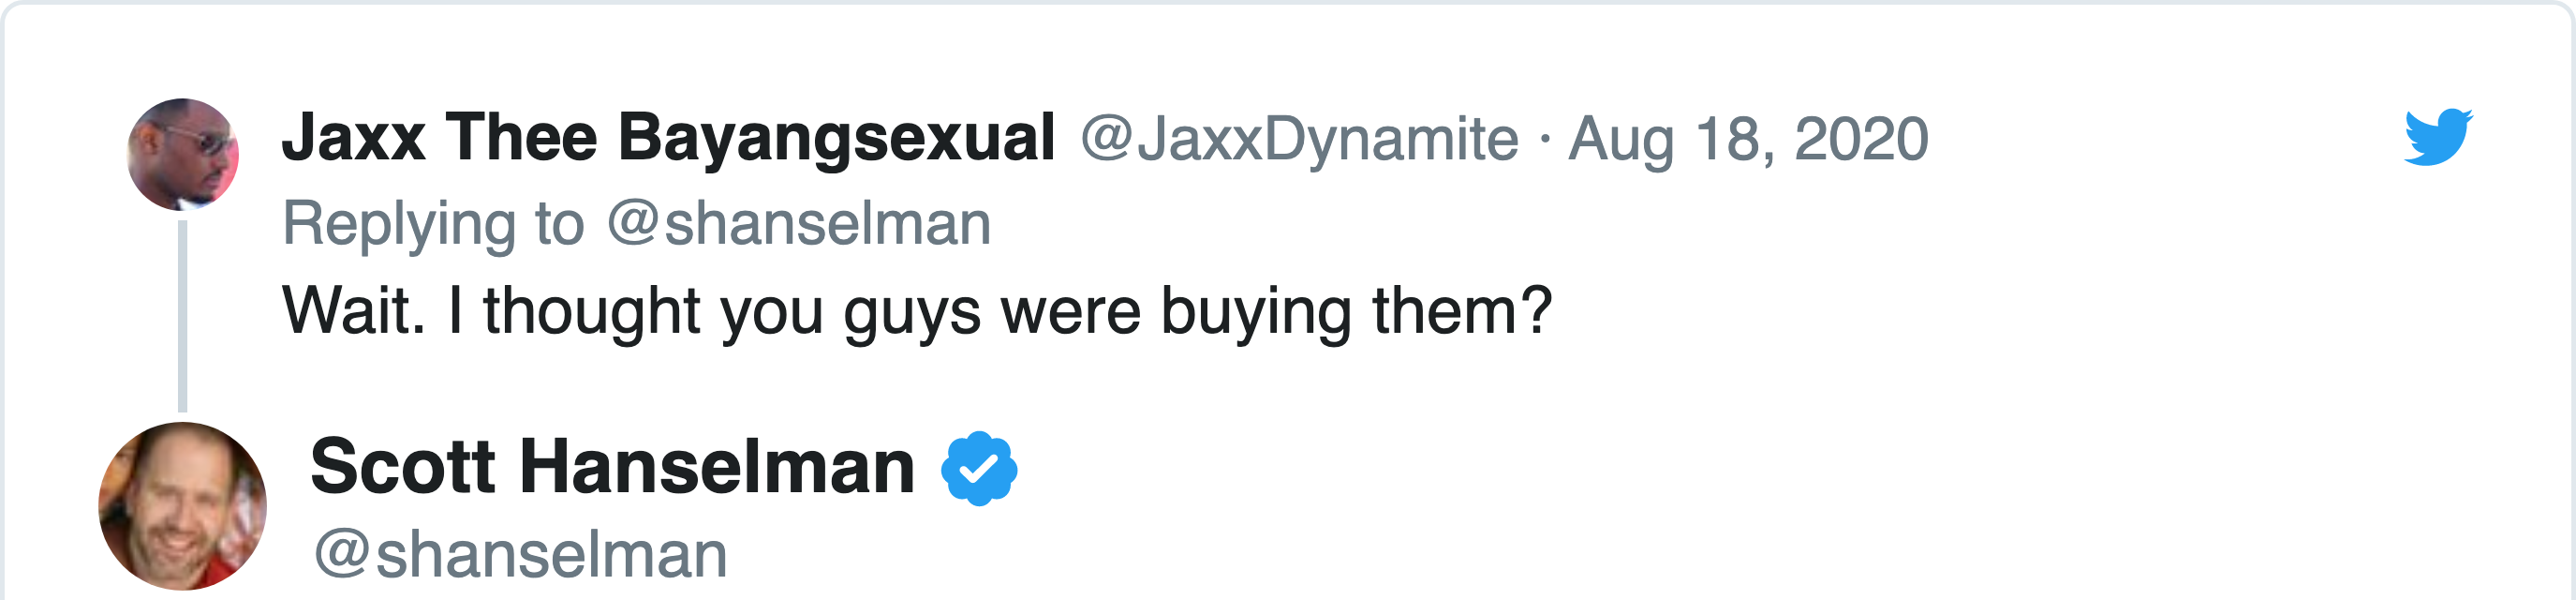 Jaxx Thee Bayangsexual @JaxxDynamite · Aug 18, 2020
Replying to @shanselman
Wait. I thought you guys were buying them?
Scott Hanselman
@shanselman